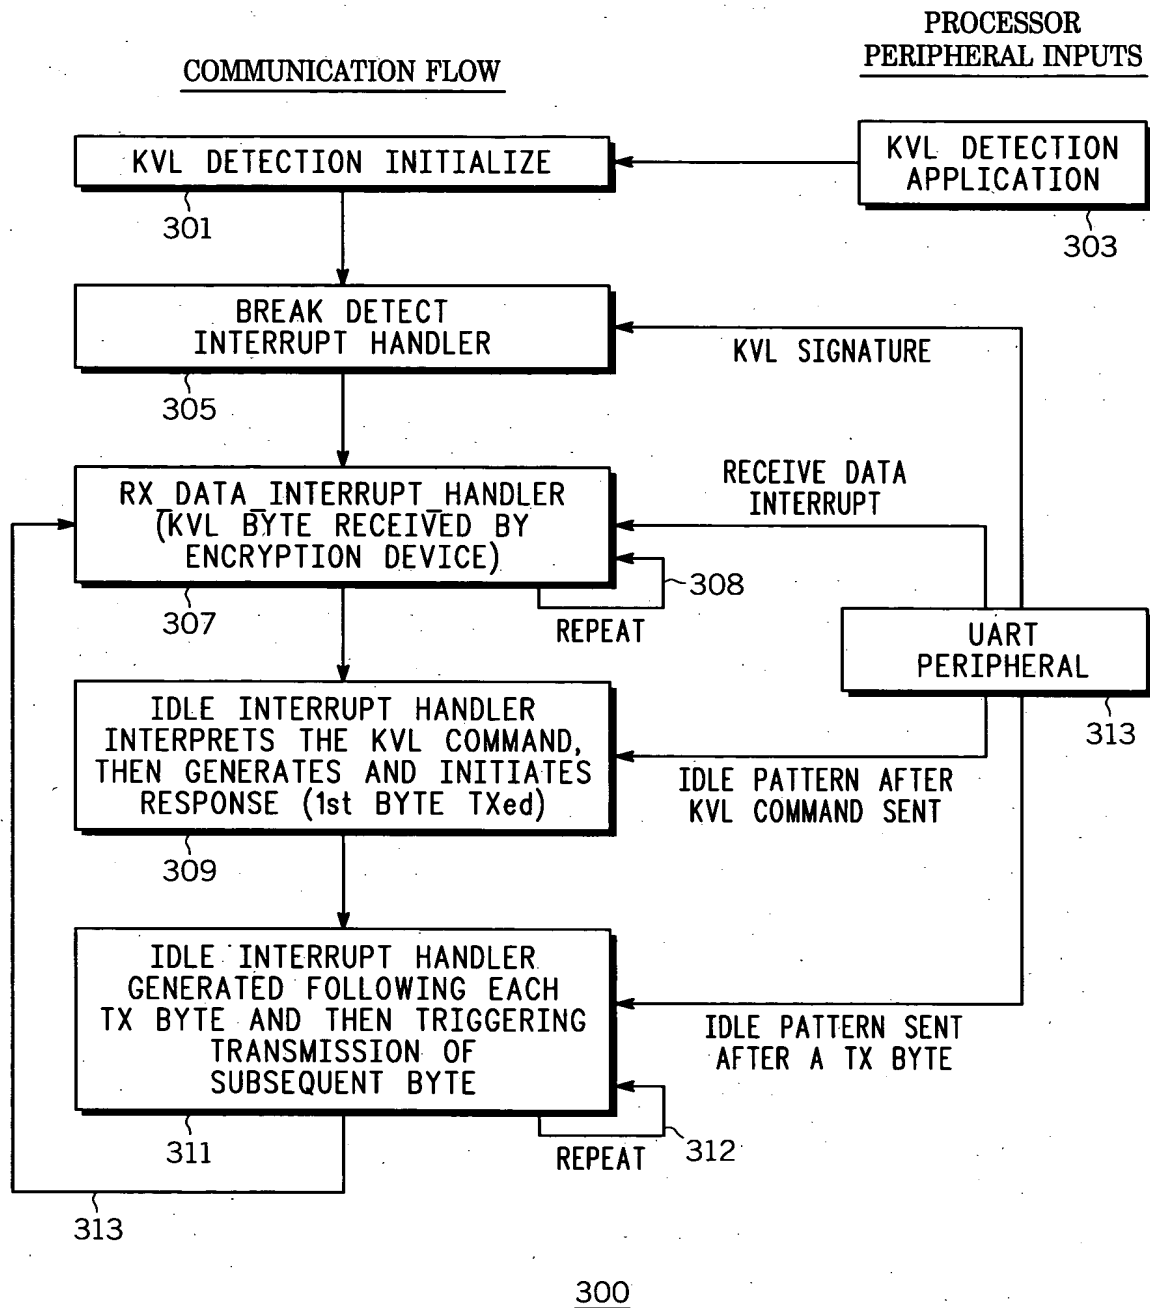 PROCESSOR
PERIPHERAL INPUTS
COMMUNICATION FLOW
KVL DETECTION INITIALIZE
301
KVL DETECTION
APPLICATION
303
BREAK DETECT
INTERRUPT HANDLER
305
KVL SIGNATURE
RX_DATA_INTERRUPT_HANDLER
(KVL BYTE RECEIVED BY
ENCRYPTION DEVICE)
307
308
REPEAT
RECEIVE DATA
INTERRUPT
UART
PERIPHERAL
313
IDLE INTERRUPT HANDLER
INTERPRETS THE KVL COMMAND,
THEN GENERATES AND INITIATES
RESPONSE (1st BYTE TXed)
309
IDLE PATTERN AFTER
KVL COMMAND SENT
IDLE INTERRUPT HANDLER
GENERATED FOLLOWING EACH
TX BYTE AND THEN TRIGGERING
TRANSMISSION OF
SUBSEQUENT BYTE
311
312
REPEAT
IDLE PATTERN SENT
AFTER A TX BYTE
313
300